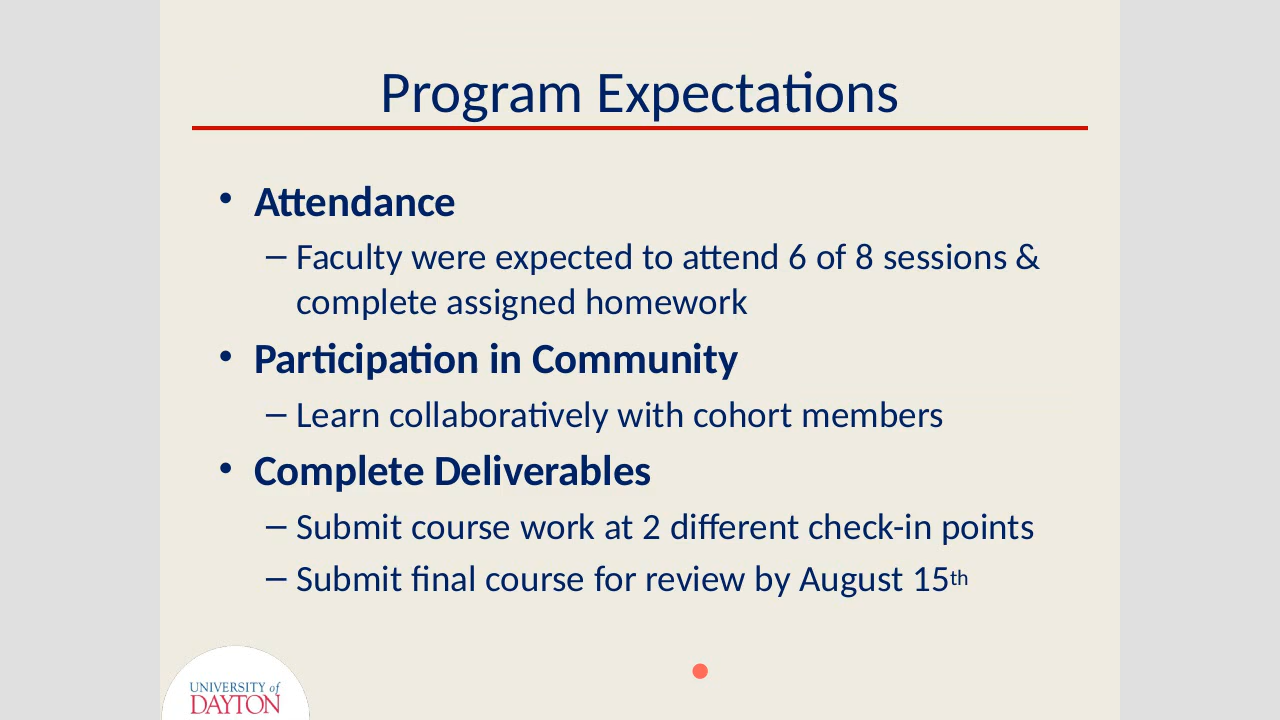 Program Expectations
• Attendance
– Faculty were expected to attend 6 of 8 sessions &
complete assigned homework
• Participation in Community
– Learn collaboratively with cohort members
• Complete Deliverables
– Submit course work at 2 different check-in points
– Submit final course for review by August 15th
UNIVERSITY of
DAYTON